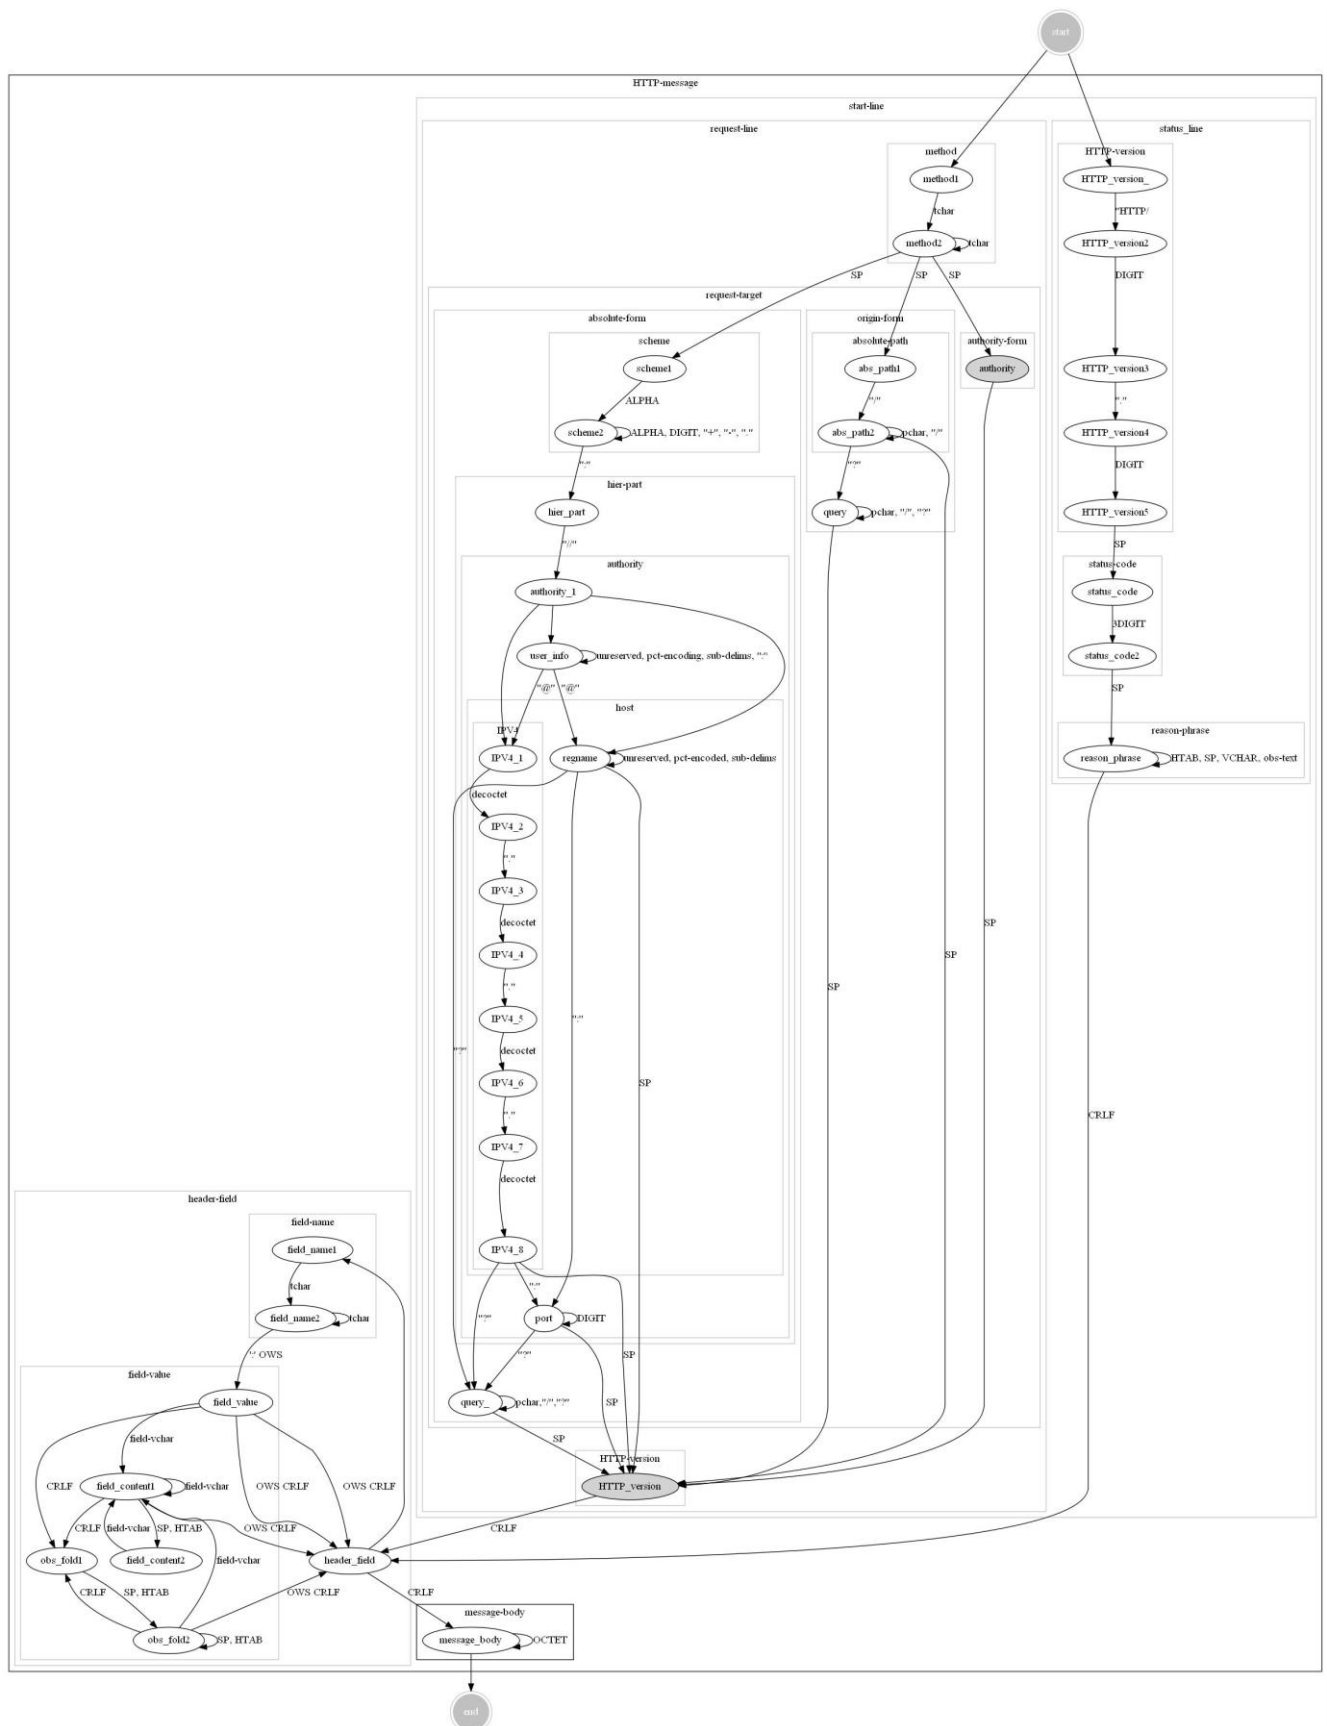 start
HTTP-message
start-line
request-line
status_line
method
HTTP-version
method1
HTTP_version_
tchar
"HTTP/
method2
tchar
HTTP_version2
SP
SP
SP
DIGIT
request-target
absolute-form
origin-form
scheme
absolute-path
authority-form
scheme1
abs_path1
authority
HTTP_version3
ALPHA
"/"
"."
scheme2
ALPHA, DIGIT, "+", "-", "."
abs_path2
pchar, "/"
HTTP_version4
":"
"?"
DIGIT
hier-part
hier_part
query
pchar, "/", "?"
HTTP_version5
"//"
SP
authority
status-code
authority_1
status_code
3DIGIT
user_info
unreserved, pct-encoding, sub-delims, ":"
status_code2
"@"
"@"
SP
host
IPV4
reason-phrase
IPV4_1
regname
unreserved, pct-encoded, sub-delims
reason_phrase
HTAB, SP, VCHAR, obs-text
decoctet
IPV4_2
"."
IPV4_3
decoctet
SP
IPV4_4
SP
"."
SP
IPV4_5
":"
"?"
decoctet
IPV4_6
SP
"."
CRLF
IPV4_7
decoctet
header-field
field-name
field_name1
IPV4_8
tchar
":"
field_name2
tchar
port
DIGIT
"?"
':' OWS
"?"
SP
field-value
field_value
query_
pchar,"/","?"
SP
field-vchar
SP
HTTP-version
CRLF
field_content1
field-vchar
OWS CRLF
OWS CRLF
HTTP_version
CRLF
field-vchar
SP, HTAB
OWS CRLF
CRLF
obs_fold1
field_content2
field-vchar
header_field
CRLF
SP, HTAB
OWS CRLF
CRLF
message-body
obs_fold2
SP, HTAB
message_body
OCTET
end